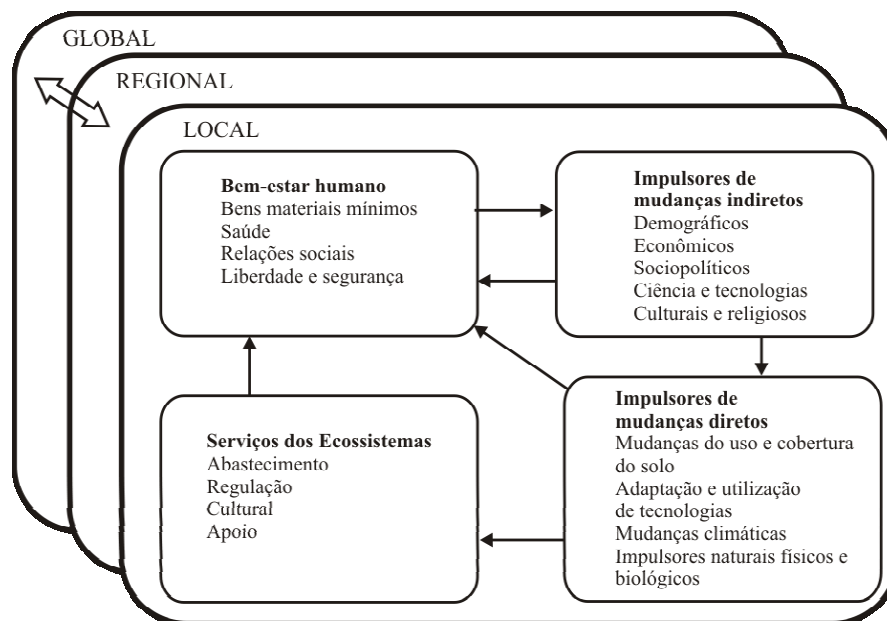 GLOBAL
REGIONAL
LOCAL
Bem-estar humano
Bens materiais mínimos
Saúde
Relações sociais
Liberdade e segurança
Impulsores de
mudanças indiretos
Demográficos
Econômicos
Sociopolíticos
Ciência e tecnologias
Culturais e religiosos
Serviços dos Ecossistemas
Abastecimento
Regulação
Cultural
Apoio
Impulsores de
mudanças diretos
Mudanças do uso e cobertura
do solo
Adaptação e utilização
de tecnologias
Mudanças climáticas
Impulsores naturais físicos e
biológicos